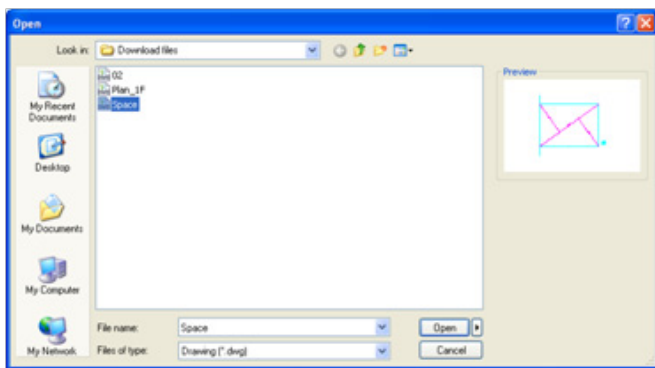 Open
Look in: Download files
My Recent
Documents
Desktop
My Documents
My Computer
My Network
02
Plan_1F
Space
Preview
File name: Space Open
Files of type: Drawing (*.dwg) Cancel